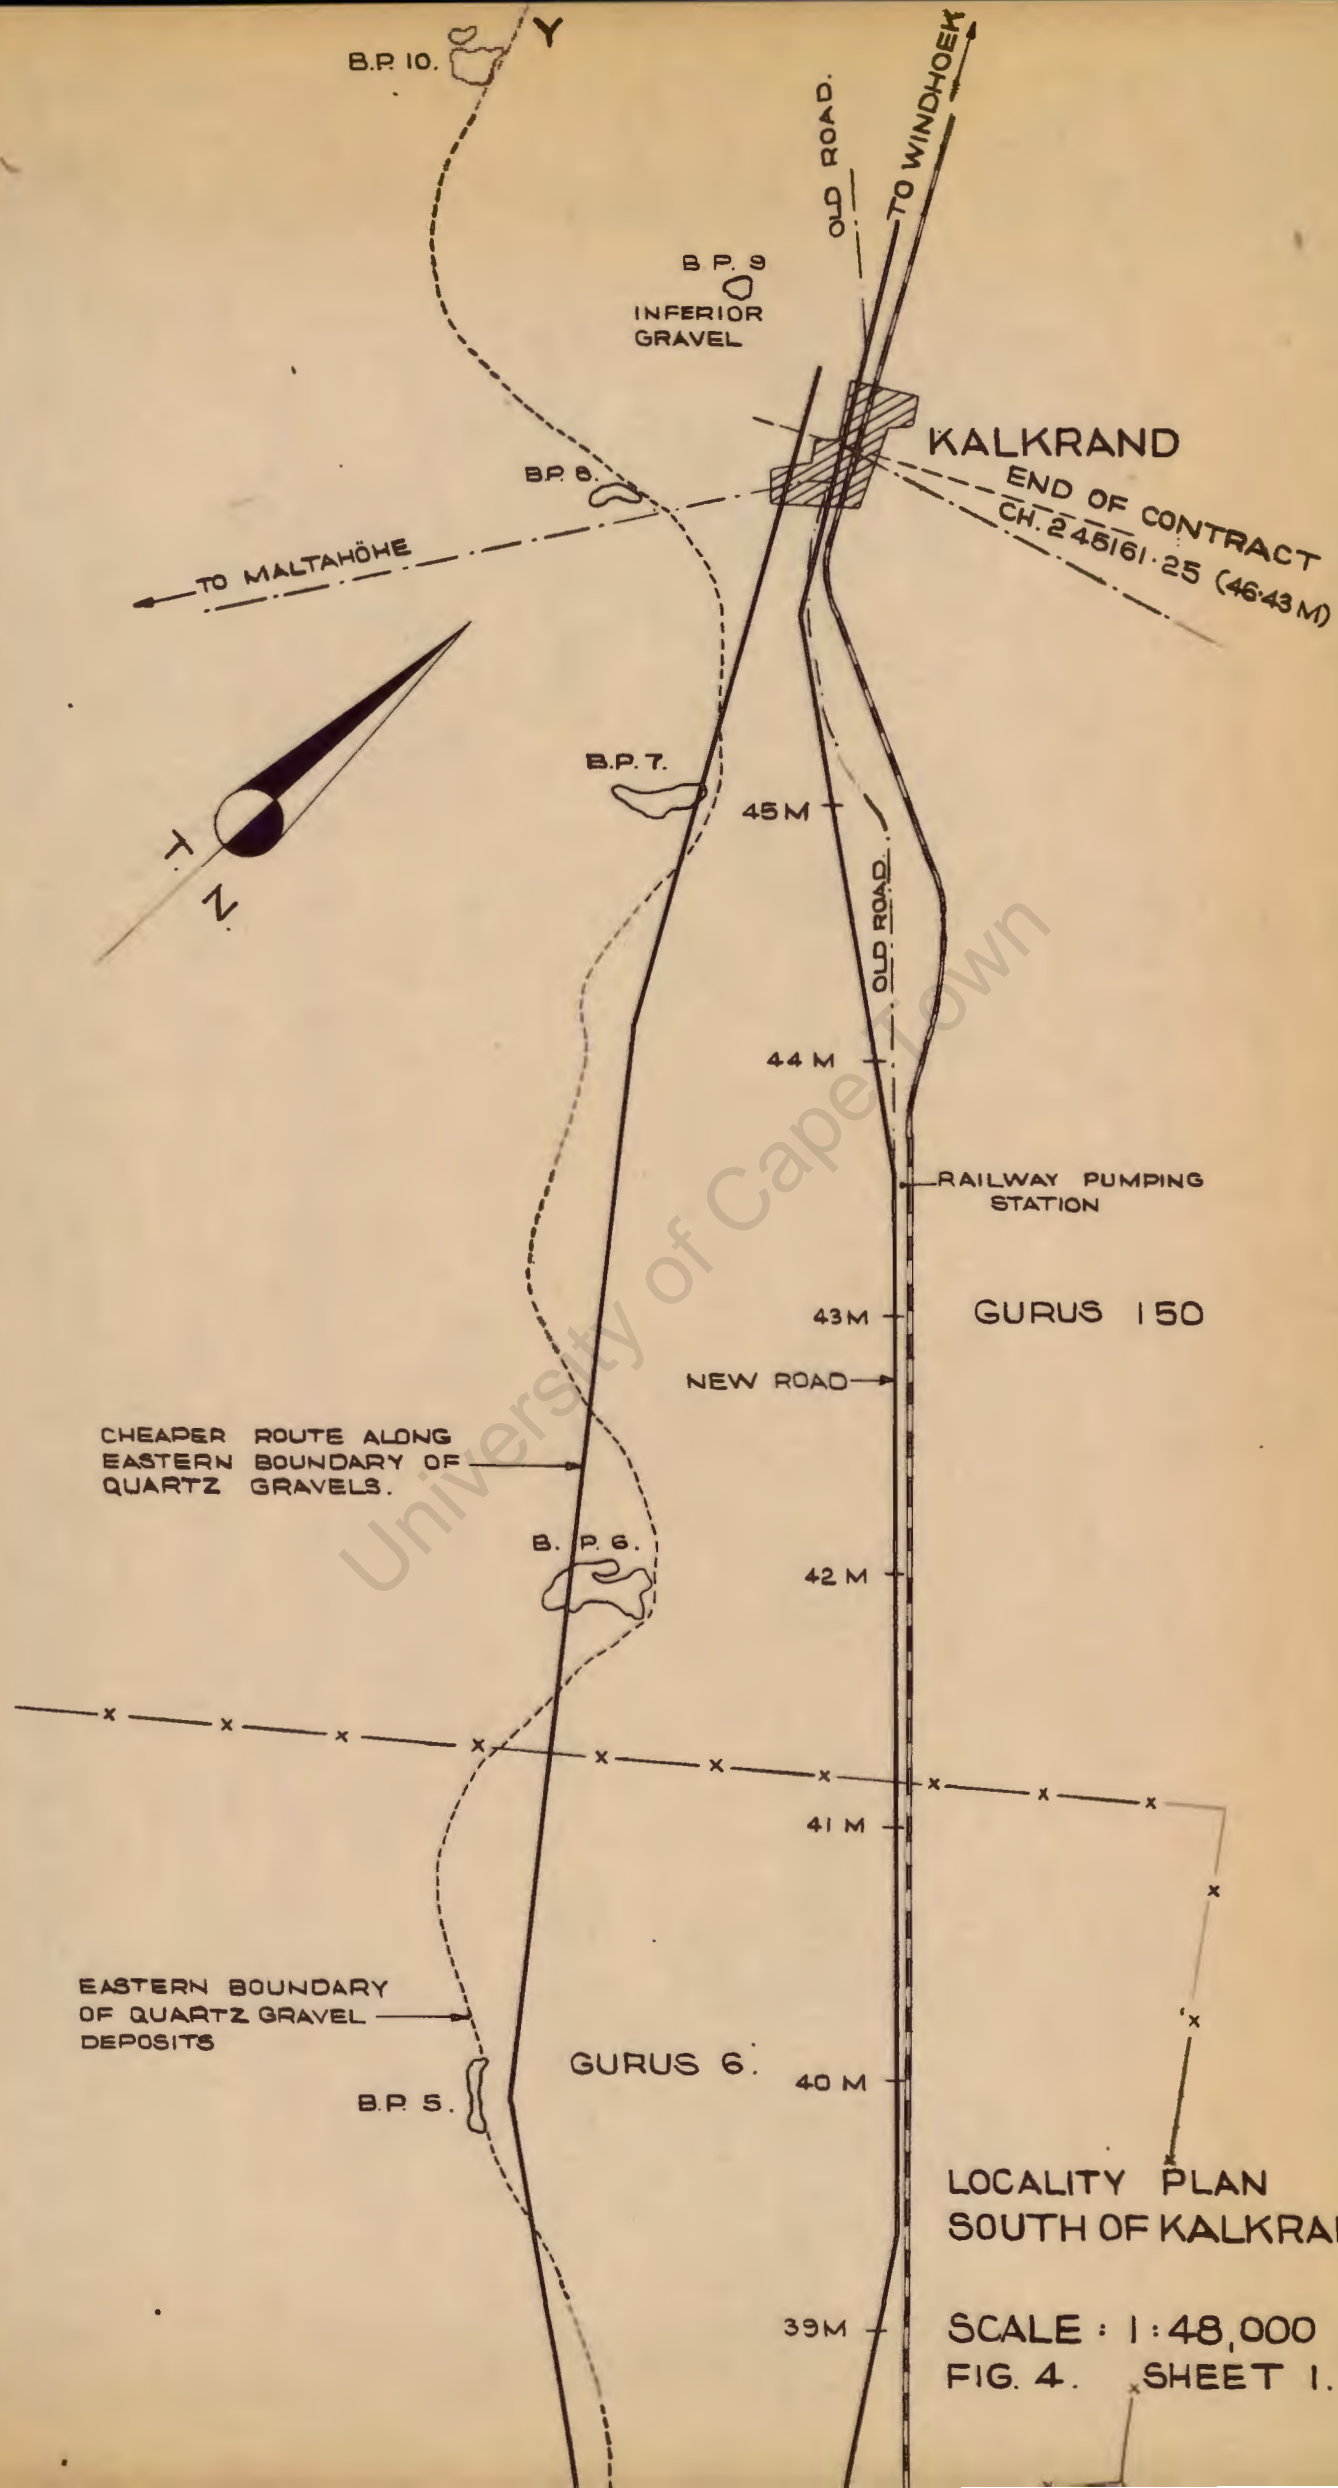 Y
B.P. 10.
OLD ROAD.
TO WINDHOEK
B.P. 9
INFERIOR
GRAVEL
KALKRAND
END OF CONTRACT
CH. 245161.25 (46.43 M)
B.P. 8.
TO MALTAHÖHE
B.P. 7.
45 M
T.
N.
OLD ROAD.
44 M
RAILWAY PUMPING
STATION
43 M
GURUS 150
NEW ROAD
CHEAPER ROUTE ALONG
EASTERN BOUNDARY OF
QUARTZ GRAVELS.
B. P. 6.
42 M
41 M
EASTERN BOUNDARY
OF QUARTZ GRAVEL
DEPOSITS
GURUS 6.
40 M
B.P. 5.
LOCALITY PLAN
SOUTH OF KALKRA
39 M
SCALE : 1:48,000
FIG. 4. SHEET 1.
University of Cape Town